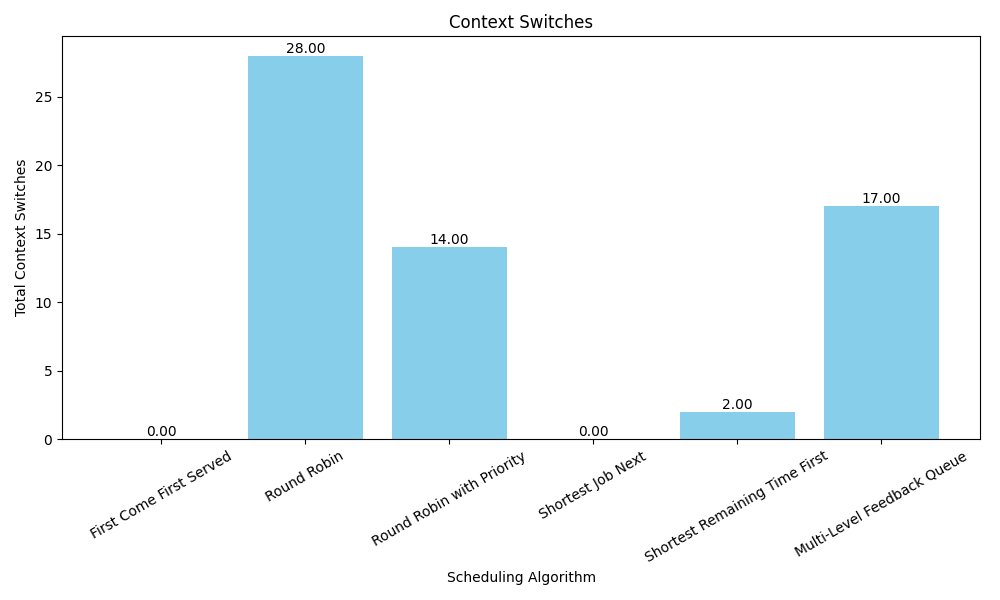 Context Switches
28.00
25
20
17.00
15
14.00
10
5
2.00
0.00
0.00
0
Total Context Switches
First Come First Served
Round Robin
Round Robin with Priority
Shortest Job Next
Shortest Remaining Time First
Multi-Level Feedback Queue
Scheduling Algorithm